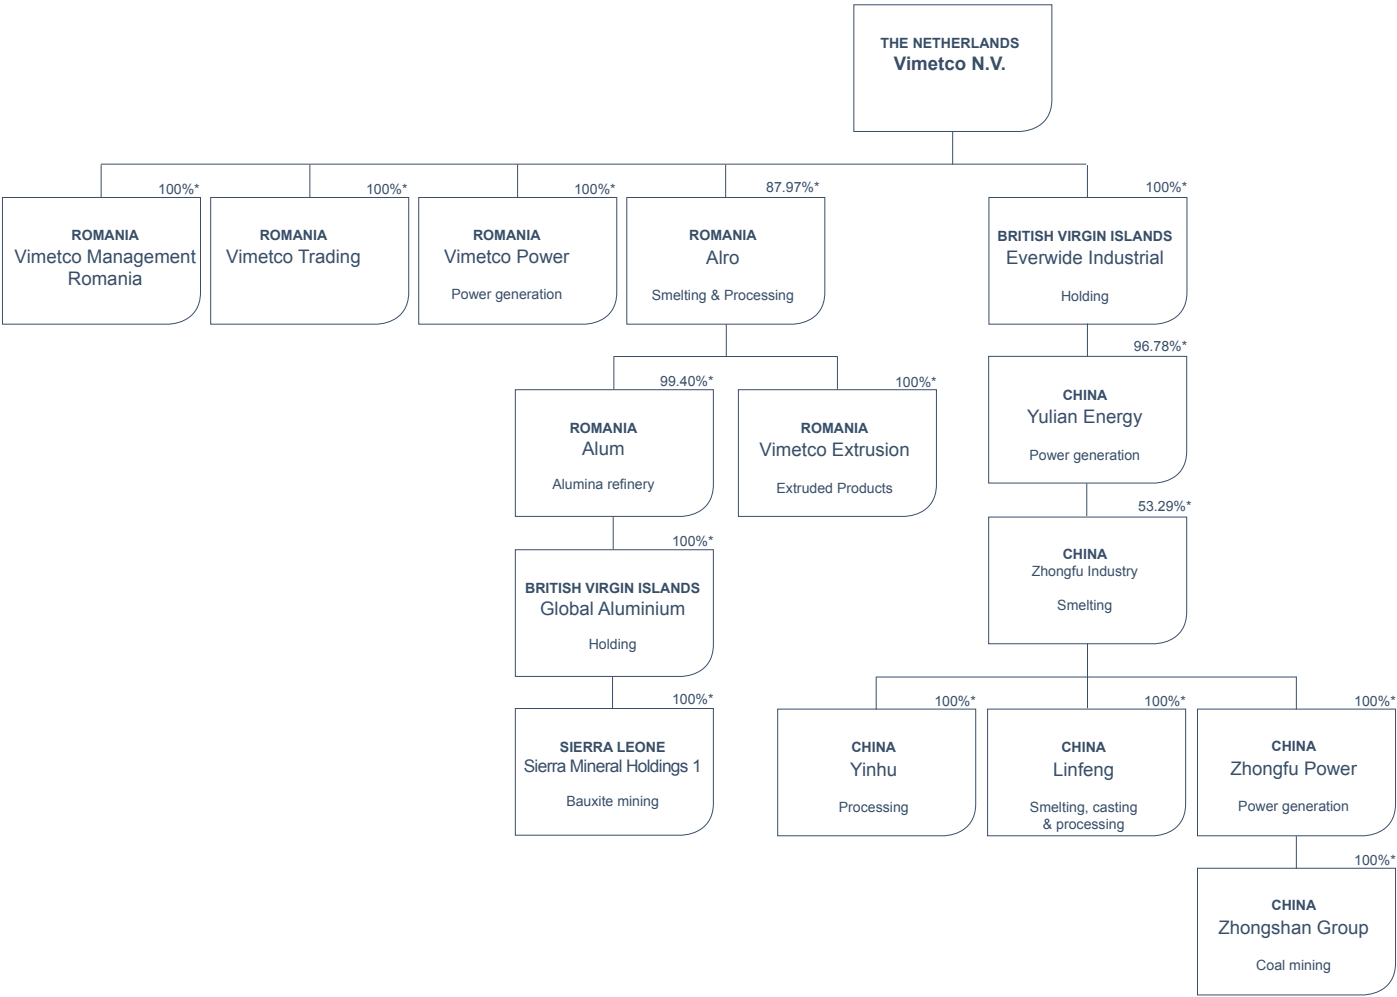 THE NETHERLANDS
Vimetco N.V.
100%*
ROMANIA
Vimetco Management
Romania
100%*
ROMANIA
Vimetco Trading
100%*
ROMANIA
Vimetco Power
Power generation
87.97%*
ROMANIA
Alro
Smelting & Processing
100%*
BRITISH VIRGIN ISLANDS
Everwide Industrial
Holding
99.40%*
ROMANIA
Alum
Alumina refinery
100%*
ROMANIA
Vimetco Extrusion
Extruded Products
96.78%*
CHINA
Yulian Energy
Power generation
100%*
BRITISH VIRGIN ISLANDS
Global Aluminium
Holding
53.29%*
CHINA
Zhongfu Industry
Smelting
100%*
SIERRA LEONE
Sierra Mineral Holdings 1
Bauxite mining
100%*
CHINA
Yinhu
Processing
100%*
CHINA
Linfeng
Smelting, casting
& processing
100%*
CHINA
Zhongfu Power
Power generation
100%*
CHINA
Zhongshan Group
Coal mining